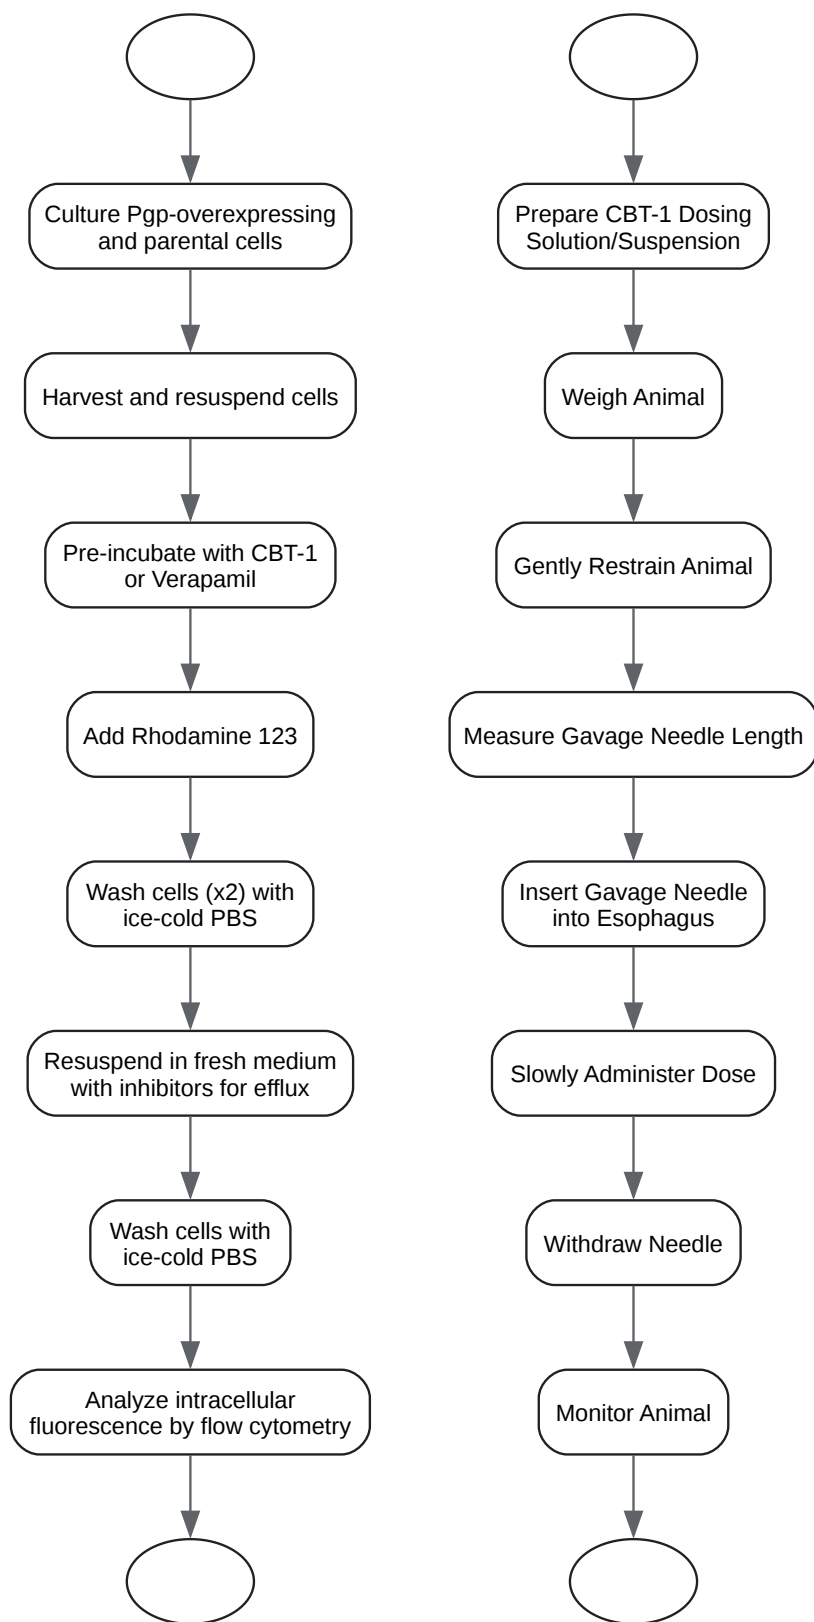 Culture Pgp-overexpressing
and parental cells
Harvest and resuspend cells
Pre-incubate with CBT-1
or Verapamil
Add Rhodamine 123
Wash cells (x2) with
ice-cold PBS
Resuspend in fresh medium
with inhibitors for efflux
Wash cells with
ice-cold PBS
Analyze intracellular
fluorescence by flow cytometry
Prepare CBT-1 Dosing
Solution/Suspension
Weigh Animal
Gently Restrain Animal
Measure Gavage Needle Length
Insert Gavage Needle
into Esophagus
Slowly Administer Dose
Withdraw Needle
Monitor Animal